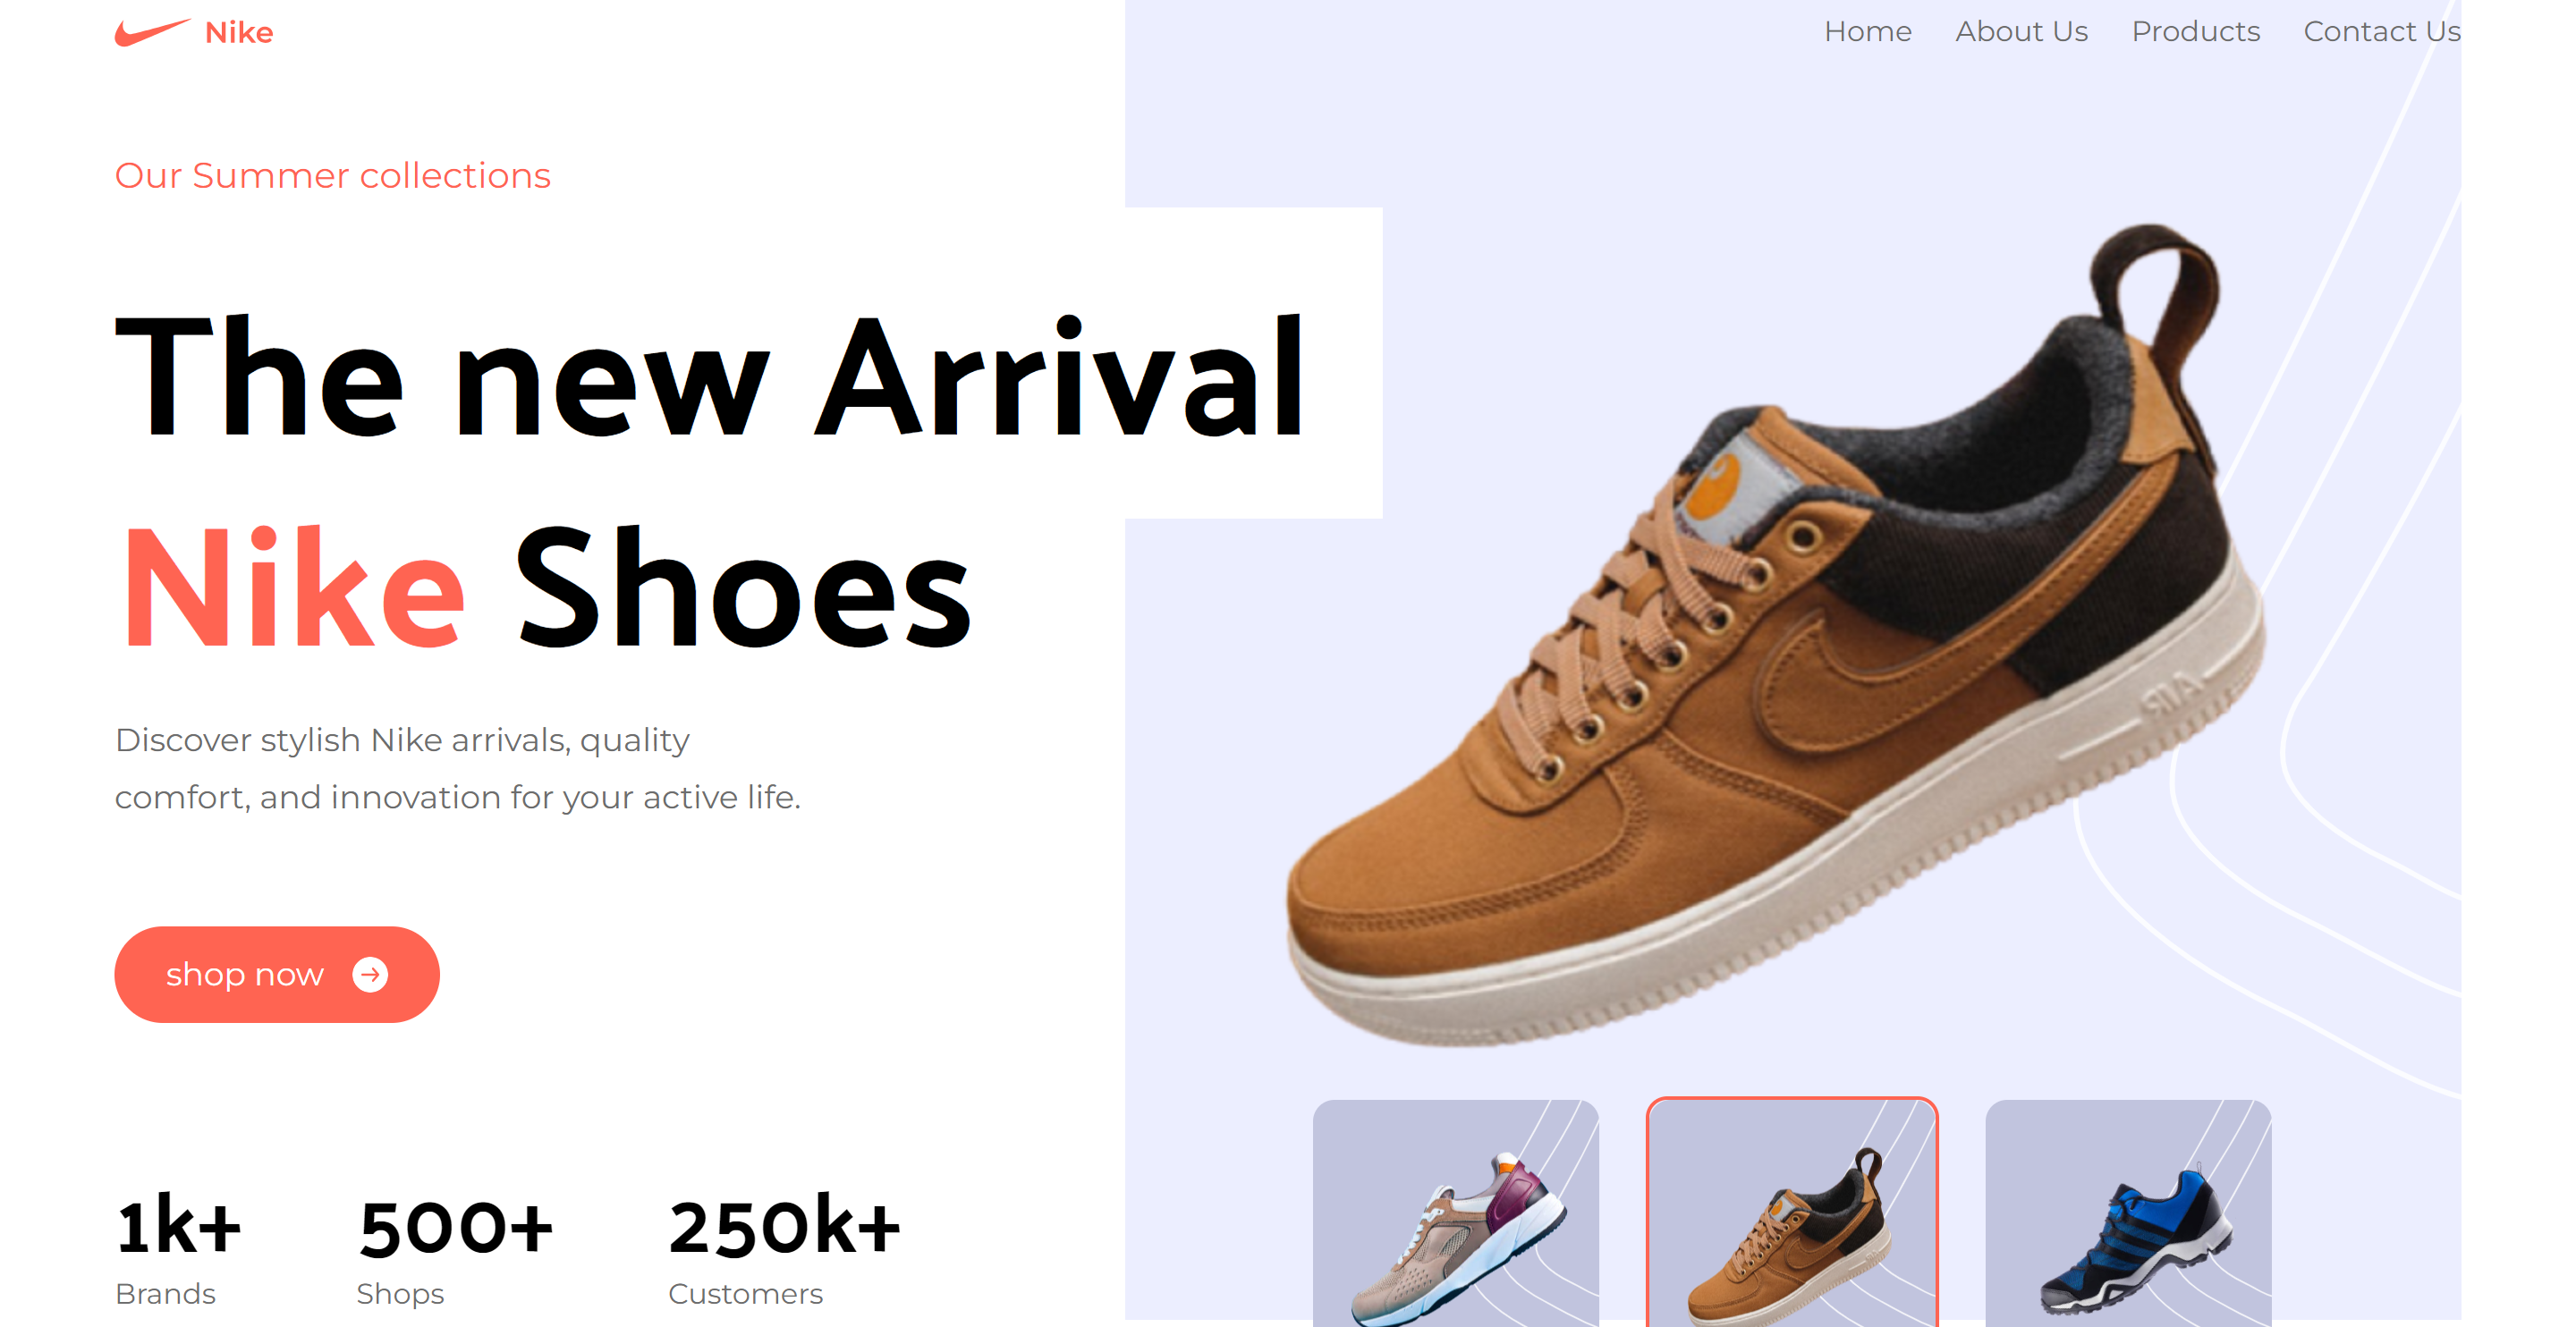 Nike
Home
About Us
Products
Contact Us
Our Summer collections
The new Arrival
Nike Shoes
Discover stylish Nike arrivals, quality
comfort, and innovation for your active life.
shop now
1k+
Brands
500+
Shops
250k+
Customers
AIR